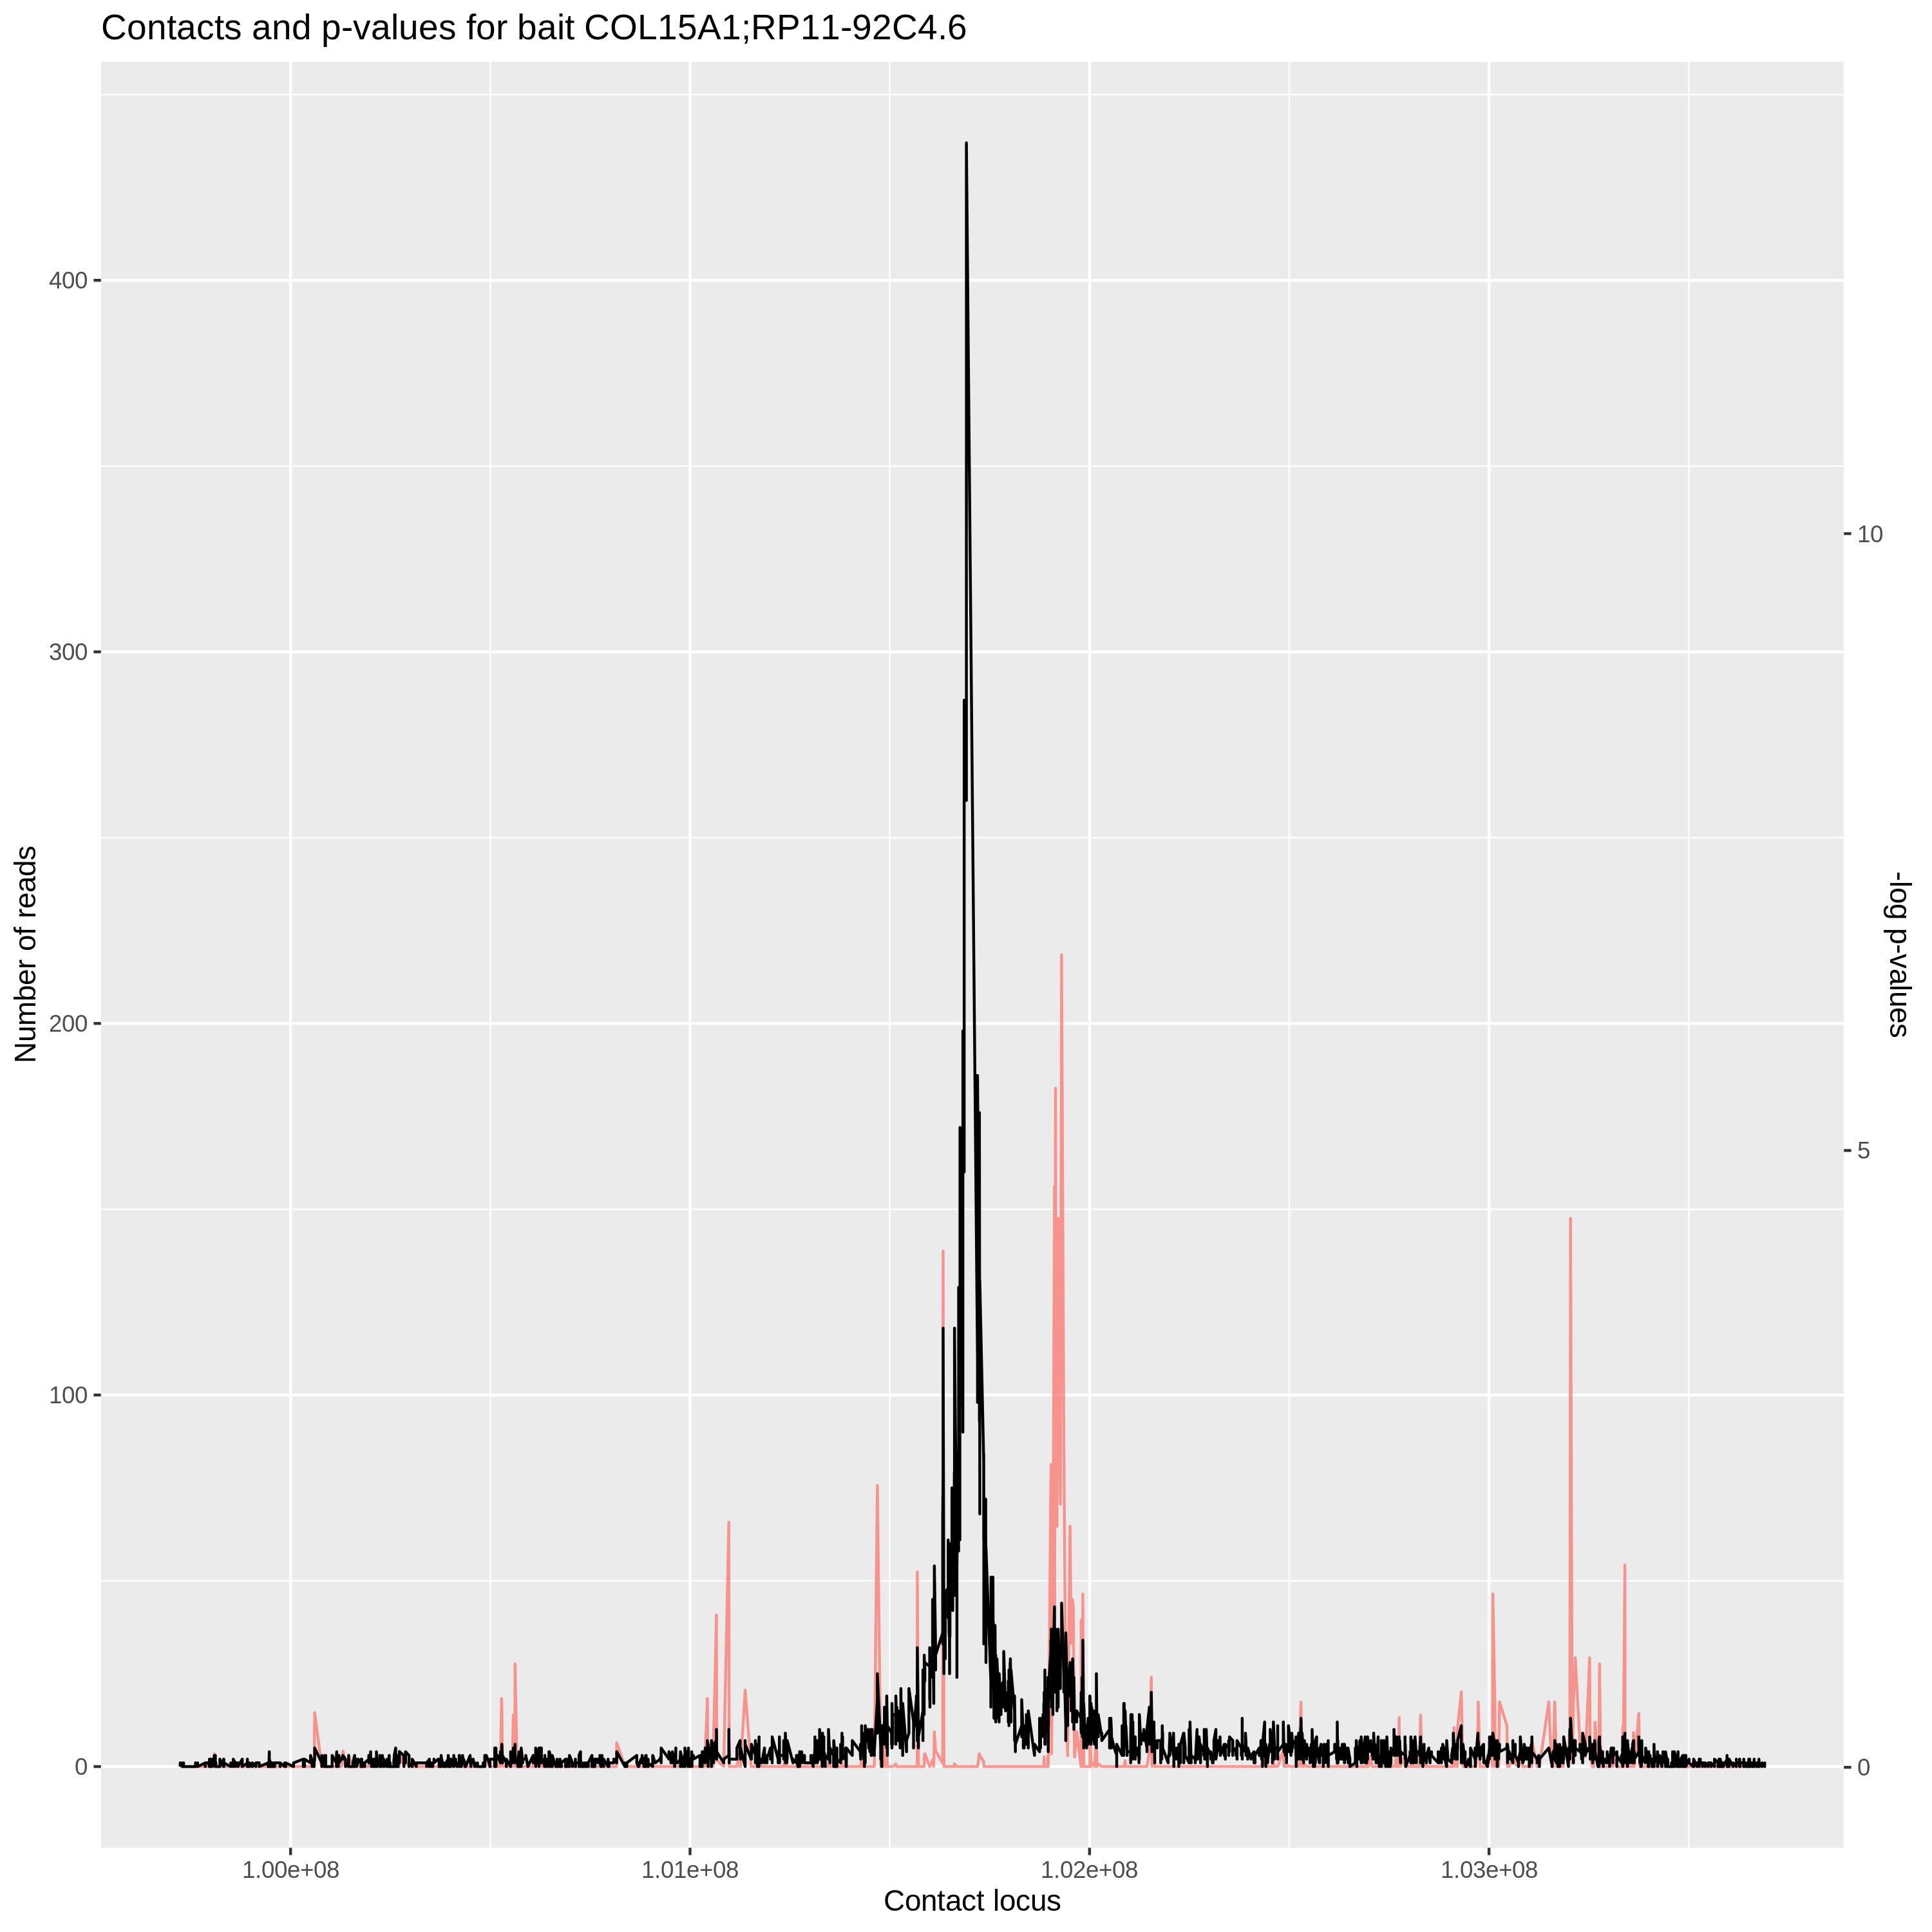 Contacts and p-values for bait COL15A1;RP11-92C4.6
400
300
200
100
0
Number of reads
10
5
0
-log p-values
1.00e+08
1.01e+08
1.02e+08
1.03e+08
Contact locus